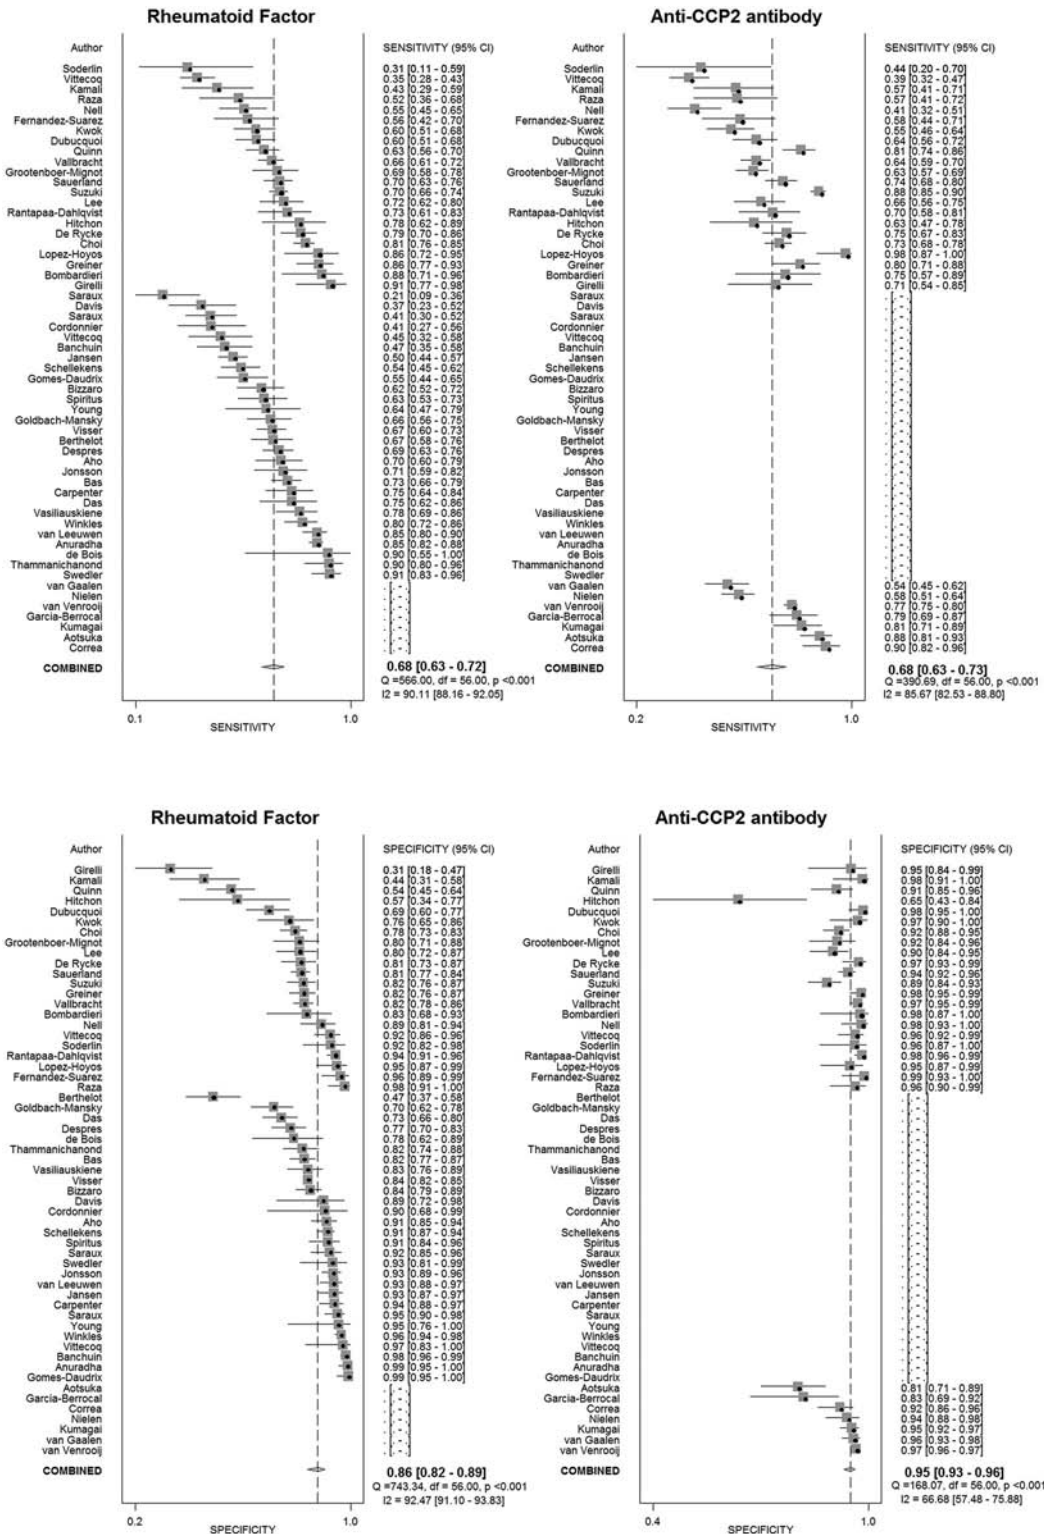 Rheumatoid Factor
Author SENSITIVITY (95% CI)
Soderlin 0.31 [0.11 - 0.59]
Vittecoq 0.35 [0.28 - 0.43]
Kamali 0.43 [0.29 - 0.59]
Raza 0.52 [0.36 - 0.68]
Nell 0.55 [0.45 - 0.65]
Fernandez-Suarez 0.56 [0.42 - 0.70]
Kwok 0.60 [0.51 - 0.68]
Dubucquoi 0.60 [0.51 - 0.68]
Quinn 0.63 [0.56 - 0.70]
Vallbracht 0.66 [0.61 - 0.72]
Grootenboer-Mignot 0.69 [0.58 - 0.78]
Sauerland 0.70 [0.63 - 0.76]
Suzuki 0.70 [0.66 - 0.74]
Lee 0.72 [0.62 - 0.80]
Rantapaa-Dahlqvist 0.73 [0.61 - 0.83]
Hitchon 0.78 [0.62 - 0.89]
De Rycke 0.79 [0.70 - 0.86]
Choi 0.81 [0.76 - 0.85]
Lopez-Hoyos 0.86 [0.72 - 0.95]
Greiner 0.86 [0.77 - 0.93]
Bombardieri 0.88 [0.71 - 0.96]
Girelli 0.91 [0.77 - 0.98]
Saraux 0.21 [0.09 - 0.36]
Davis 0.37 [0.23 - 0.52]
Saraux 0.41 [0.30 - 0.52]
Cordonnier 0.41 [0.27 - 0.56]
Vittecoq 0.45 [0.32 - 0.58]
Banchuin 0.47 [0.35 - 0.58]
Jansen 0.50 [0.44 - 0.57]
Schellekens 0.54 [0.45 - 0.62]
Gomes-Daudrix 0.55 [0.44 - 0.65]
Bizzaro 0.62 [0.52 - 0.72]
Spiritus 0.63 [0.53 - 0.73]
Young 0.64 [0.47 - 0.79]
Goldbach-Mansky 0.66 [0.56 - 0.75]
Visser 0.67 [0.60 - 0.73]
Berthelot 0.67 [0.58 - 0.76]
Despres 0.69 [0.63 - 0.76]
Aho 0.70 [0.60 - 0.79]
Jonsson 0.71 [0.59 - 0.82]
Bas 0.73 [0.66 - 0.79]
Carpenter 0.75 [0.64 - 0.84]
Das 0.75 [0.62 - 0.86]
Vasiliauskiene 0.78 [0.69 - 0.86]
Winkles 0.80 [0.72 - 0.86]
van Leeuwen 0.85 [0.80 - 0.90]
Anuradha 0.85 [0.82 - 0.88]
de Bois 0.90 [0.55 - 1.00]
Thammanichanond 0.90 [0.80 - 0.96]
Swedler 0.91 [0.83 - 0.96]
van Gaalen
Nielen
van Venrooij
Garcia-Berrocal
Kumagai
Aotsuka
Correa
COMBINED 0.68 [0.63 - 0.72]
Q =566.00, df = 56.00, p <0.001
I2 = 90.11 [88.16 - 92.05]
0.1 1.0
SENSITIVITY
Anti-CCP2 antibody
Author SENSITIVITY (95% CI)
Soderlin 0.44 [0.20 - 0.70]
Vittecoq 0.39 [0.32 - 0.47]
Kamali 0.57 [0.41 - 0.71]
Raza 0.57 [0.41 - 0.72]
Nell 0.41 [0.32 - 0.51]
Fernandez-Suarez 0.58 [0.44 - 0.71]
Kwok 0.55 [0.46 - 0.64]
Dubucquoi 0.64 [0.56 - 0.72]
Quinn 0.81 [0.74 - 0.86]
Vallbracht 0.64 [0.59 - 0.70]
Grootenboer-Mignot 0.63 [0.57 - 0.69]
Sauerland 0.74 [0.68 - 0.80]
Suzuki 0.88 [0.85 - 0.90]
Lee 0.66 [0.56 - 0.75]
Rantapaa-Dahlqvist 0.70 [0.58 - 0.81]
Hitchon 0.63 [0.47 - 0.78]
De Rycke 0.75 [0.67 - 0.83]
Choi 0.73 [0.68 - 0.78]
Lopez-Hoyos 0.98 [0.87 - 1.00]
Greiner 0.80 [0.71 - 0.88]
Bombardieri 0.75 [0.57 - 0.89]
Girelli 0.71 [0.54 - 0.85]
Saraux
Davis
Saraux
Cordonnier
Vittecoq
Banchuin
Jansen
Schellekens
Gomes-Daudrix
Bizzaro
Spiritus
Young
Goldbach-Mansky
Visser
Berthelot
Despres
Aho
Jonsson
Bas
Carpenter
Das
Vasiliauskiene
Winkles
van Leeuwen
Anuradha
de Bois
Thammanichanond
Swedler
van Gaalen 0.54 [0.45 - 0.62]
Nielen 0.58 [0.51 - 0.64]
van Venrooij 0.77 [0.75 - 0.80]
Garcia-Berrocal 0.79 [0.69 - 0.87]
Kumagai 0.81 [0.71 - 0.89]
Aotsuka 0.88 [0.81 - 0.93]
Correa 0.90 [0.82 - 0.96]
COMBINED 0.68 [0.63 - 0.73]
Q =390.69, df = 56.00, p <0.001
I2 = 85.67 [82.53 - 88.80]
0.2 1.0
SENSITIVITY
Rheumatoid Factor
Author SPECIFICITY (95% CI)
Girelli 0.31 [0.18 - 0.47]
Kamali 0.44 [0.31 - 0.58]
Quinn 0.54 [0.45 - 0.64]
Hitchon 0.57 [0.34 - 0.77]
Dubucquoi 0.69 [0.60 - 0.77]
Kwok 0.76 [0.65 - 0.86]
Choi 0.78 [0.73 - 0.83]
Grootenboer-Mignot 0.80 [0.71 - 0.88]
Lee 0.80 [0.72 - 0.87]
De Rycke 0.81 [0.73 - 0.87]
Sauerland 0.81 [0.77 - 0.84]
Suzuki 0.82 [0.76 - 0.87]
Greiner 0.82 [0.76 - 0.87]
Vallbracht 0.82 [0.78 - 0.86]
Bombardieri 0.83 [0.68 - 0.93]
Nell 0.89 [0.81 - 0.94]
Vittecoq 0.92 [0.86 - 0.96]
Soderlin 0.92 [0.82 - 0.98]
Rantapaa-Dahlqvist 0.94 [0.91 - 0.96]
Lopez-Hoyos 0.95 [0.87 - 0.99]
Fernandez-Suarez 0.96 [0.89 - 0.99]
Raza 0.98 [0.91 - 1.00]
Berthelot 0.47 [0.37 - 0.58]
Goldbach-Mansky 0.70 [0.62 - 0.78]
Das 0.73 [0.66 - 0.80]
Despres 0.77 [0.70 - 0.83]
de Bois 0.78 [0.62 - 0.89]
Thammanichanond 0.82 [0.74 - 0.88]
Bas 0.82 [0.77 - 0.87]
Vasiliauskiene 0.83 [0.76 - 0.89]
Visser 0.84 [0.82 - 0.85]
Bizzaro 0.84 [0.79 - 0.89]
Davis 0.89 [0.72 - 0.98]
Cordonnier 0.90 [0.68 - 0.99]
Aho 0.91 [0.85 - 0.94]
Schellekens 0.91 [0.87 - 0.94]
Spiritus 0.91 [0.84 - 0.96]
Saraux 0.92 [0.85 - 0.96]
Swedler 0.93 [0.81 - 0.99]
Jonsson 0.93 [0.89 - 0.96]
van Leeuwen 0.93 [0.88 - 0.97]
Jansen 0.93 [0.87 - 0.97]
Carpenter 0.94 [0.88 - 0.97]
Saraux 0.95 [0.90 - 0.98]
Young 0.95 [0.76 - 1.00]
Winkles 0.96 [0.94 - 0.98]
Vittecoq 0.97 [0.83 - 1.00]
Banchuin 0.98 [0.96 - 0.99]
Anuradha 0.99 [0.95 - 1.00]
Gomes-Daudrix 0.99 [0.95 - 1.00]
Aotsuka
Garcia-Berrocal
Correa
Nielen
Kumagai
van Gaalen
van Venrooij
COMBINED 0.86 [0.82 - 0.89]
Q =743.34, df = 56.00, p <0.001
I2 = 92.47 [91.10 - 93.83]
0.2 1.0
SPECIFICITY
Anti-CCP2 antibody
Author SPECIFICITY (95% CI)
Girelli 0.95 [0.84 - 0.99]
Kamali 0.98 [0.91 - 1.00]
Quinn 0.91 [0.85 - 0.96]
Hitchon 0.65 [0.43 - 0.84]
Dubucquoi 0.98 [0.95 - 1.00]
Kwok 0.97 [0.90 - 1.00]
Choi 0.92 [0.88 - 0.95]
Grootenboer-Mignot 0.92 [0.84 - 0.96]
Lee 0.90 [0.84 - 0.95]
De Rycke 0.97 [0.93 - 0.99]
Sauerland 0.94 [0.92 - 0.96]
Suzuki 0.89 [0.84 - 0.93]
Greiner 0.98 [0.95 - 0.99]
Vallbracht 0.97 [0.95 - 0.99]
Bombardieri 0.98 [0.87 - 1.00]
Nell 0.98 [0.93 - 1.00]
Vittecoq 0.96 [0.92 - 0.99]
Soderlin 0.96 [0.87 - 1.00]
Rantapaa-Dahlqvist 0.98 [0.96 - 0.99]
Lopez-Hoyos 0.95 [0.87 - 0.99]
Fernandez-Suarez 0.99 [0.93 - 1.00]
Raza 0.96 [0.90 - 0.99]
Berthelot
Goldbach-Mansky
Das
Despres
de Bois
Thammanichanond
Bas
Vasiliauskiene
Visser
Bizzaro
Davis
Cordonnier
Aho
Schellekens
Spiritus
Saraux
Swedler
Jonsson
van Leeuwen
Jansen
Carpenter
Saraux
Young
Winkles
Vittecoq
Banchuin
Anuradha
Gomes-Daudrix
Aotsuka 0.81 [0.71 - 0.89]
Garcia-Berrocal 0.83 [0.69 - 0.92]
Correa 0.92 [0.86 - 0.96]
Nielen 0.94 [0.88 - 0.98]
Kumagai 0.95 [0.92 - 0.97]
van Gaalen 0.96 [0.93 - 0.98]
van Venrooij 0.97 [0.96 - 0.97]
COMBINED 0.95 [0.93 - 0.96]
Q =168.07, df = 56.00, p <0.001
I2 = 66.68 [57.48 - 75.88]
0.4 1.0
SPECIFICITY